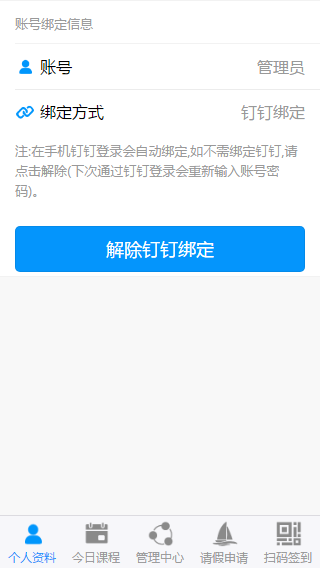 账号绑定信息
账号 管理员
绑定方式 钉钉绑定
注:在手机钉钉登录会自动绑定,如不需绑定钉钉,请
点击解除(下次通过钉钉登录会重新输入账号密
码)。
解除钉钉绑定
个人资料 今日课程 管理中心 请假申请 扫码签到